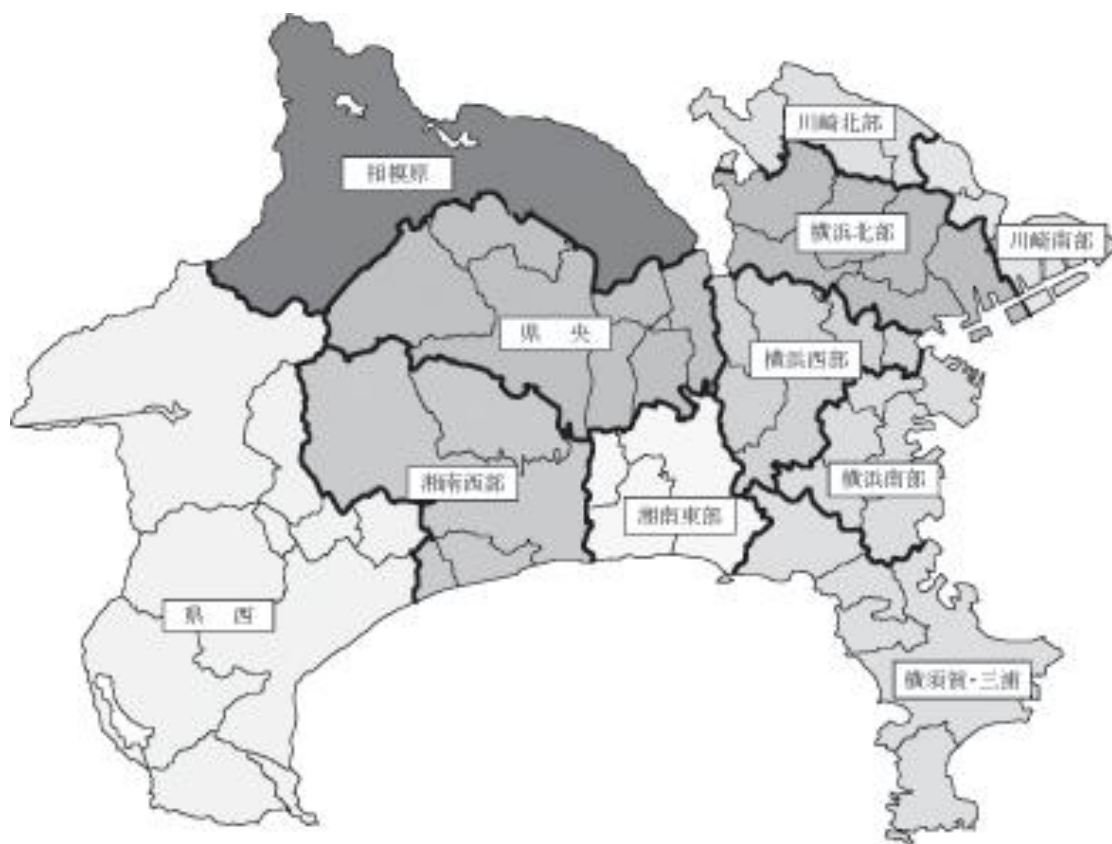 川崎北部
相模原
横浜北部
川崎南部
県央
横浜西部
湘南西部
横浜南部
湘南東部
県西
横須賀・三浦